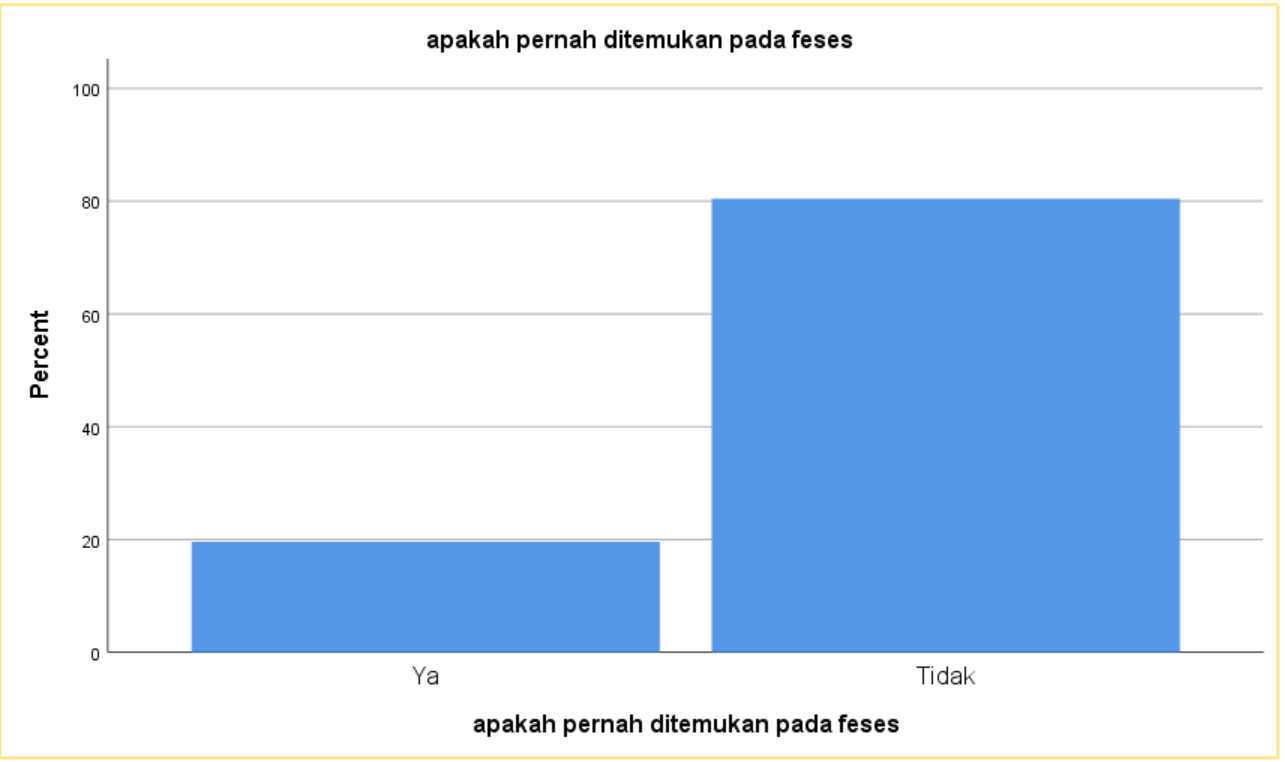 apakah pernah ditemukan pada feses
100
80
60
40
20
0
Percent
Ya
Tidak
apakah pernah ditemukan pada feses